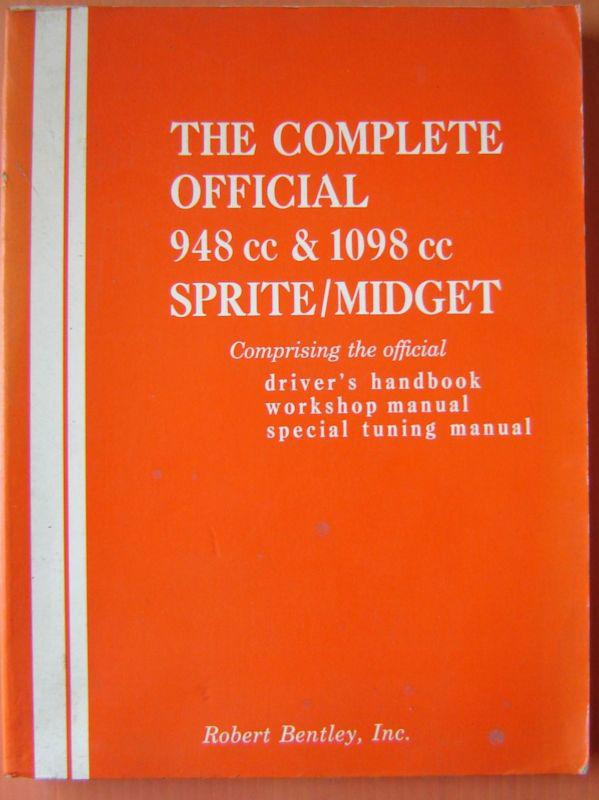 THE COMPLETE
OFFICIAL
948 cc & 1098 cc
SPRITE/MIDGET
Comprising the official
driver's handbook
workshop manual
special tuning manual
Robert Bentley, Inc.